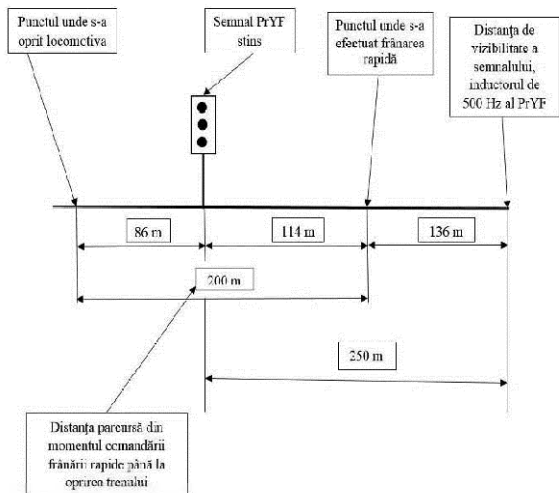 Punctul unde s-a
oprit locomotiva
Semnal PrYF
stins
Punctul unde s-a
efectuat frânarea
rapidă
Distanța de
vizibilitate a
semnalului,
inductorul de
500 Hz al PrYF
86 m
114 m
136 m
200 m
250 m
Distanța parcursă din
momentul comandării
frânării rapide până la
oprirea trenului